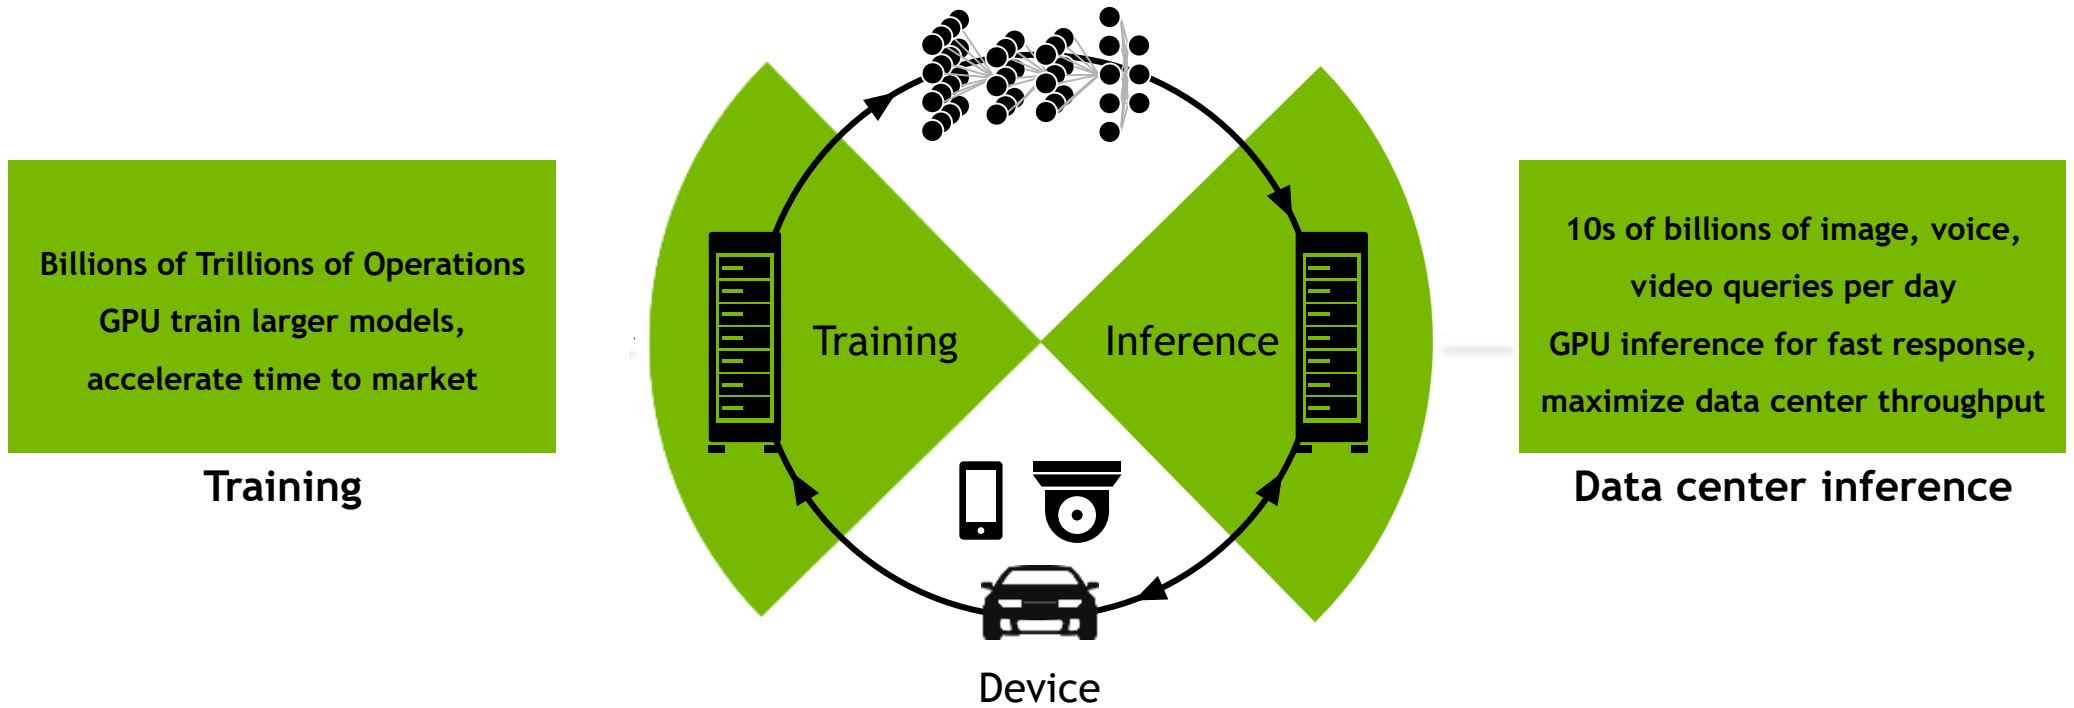 Billions of Trillions of Operations
GPU train larger models,
accelerate time to market
Training
Training
Inference
Device
10s of billions of image, voice,
video queries per day
GPU inference for fast response,
maximize data center throughput
Data center inference